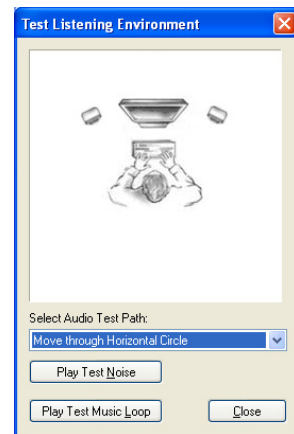 Test Listening Environment
Select Audio Test Path:
Move through Horizontal Circle
Play Test Noise
Play Test Music Loop
Close